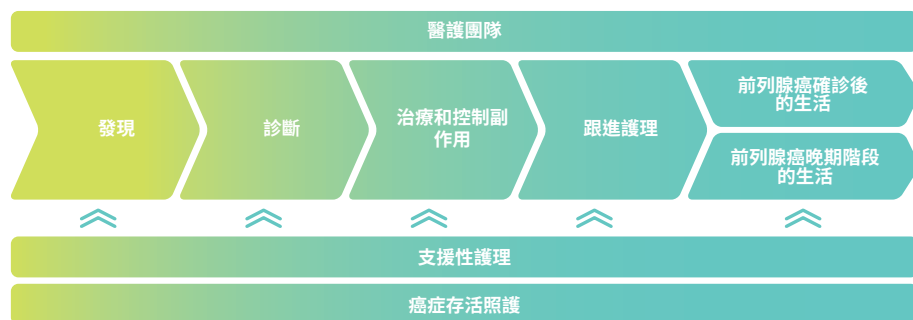 醫護團隊
發現
診斷
治療和控制副
作用
跟進護理
前列腺癌確診後
的生活
前列腺癌晚期階段
的生活
支援性護理
癌症存活照護